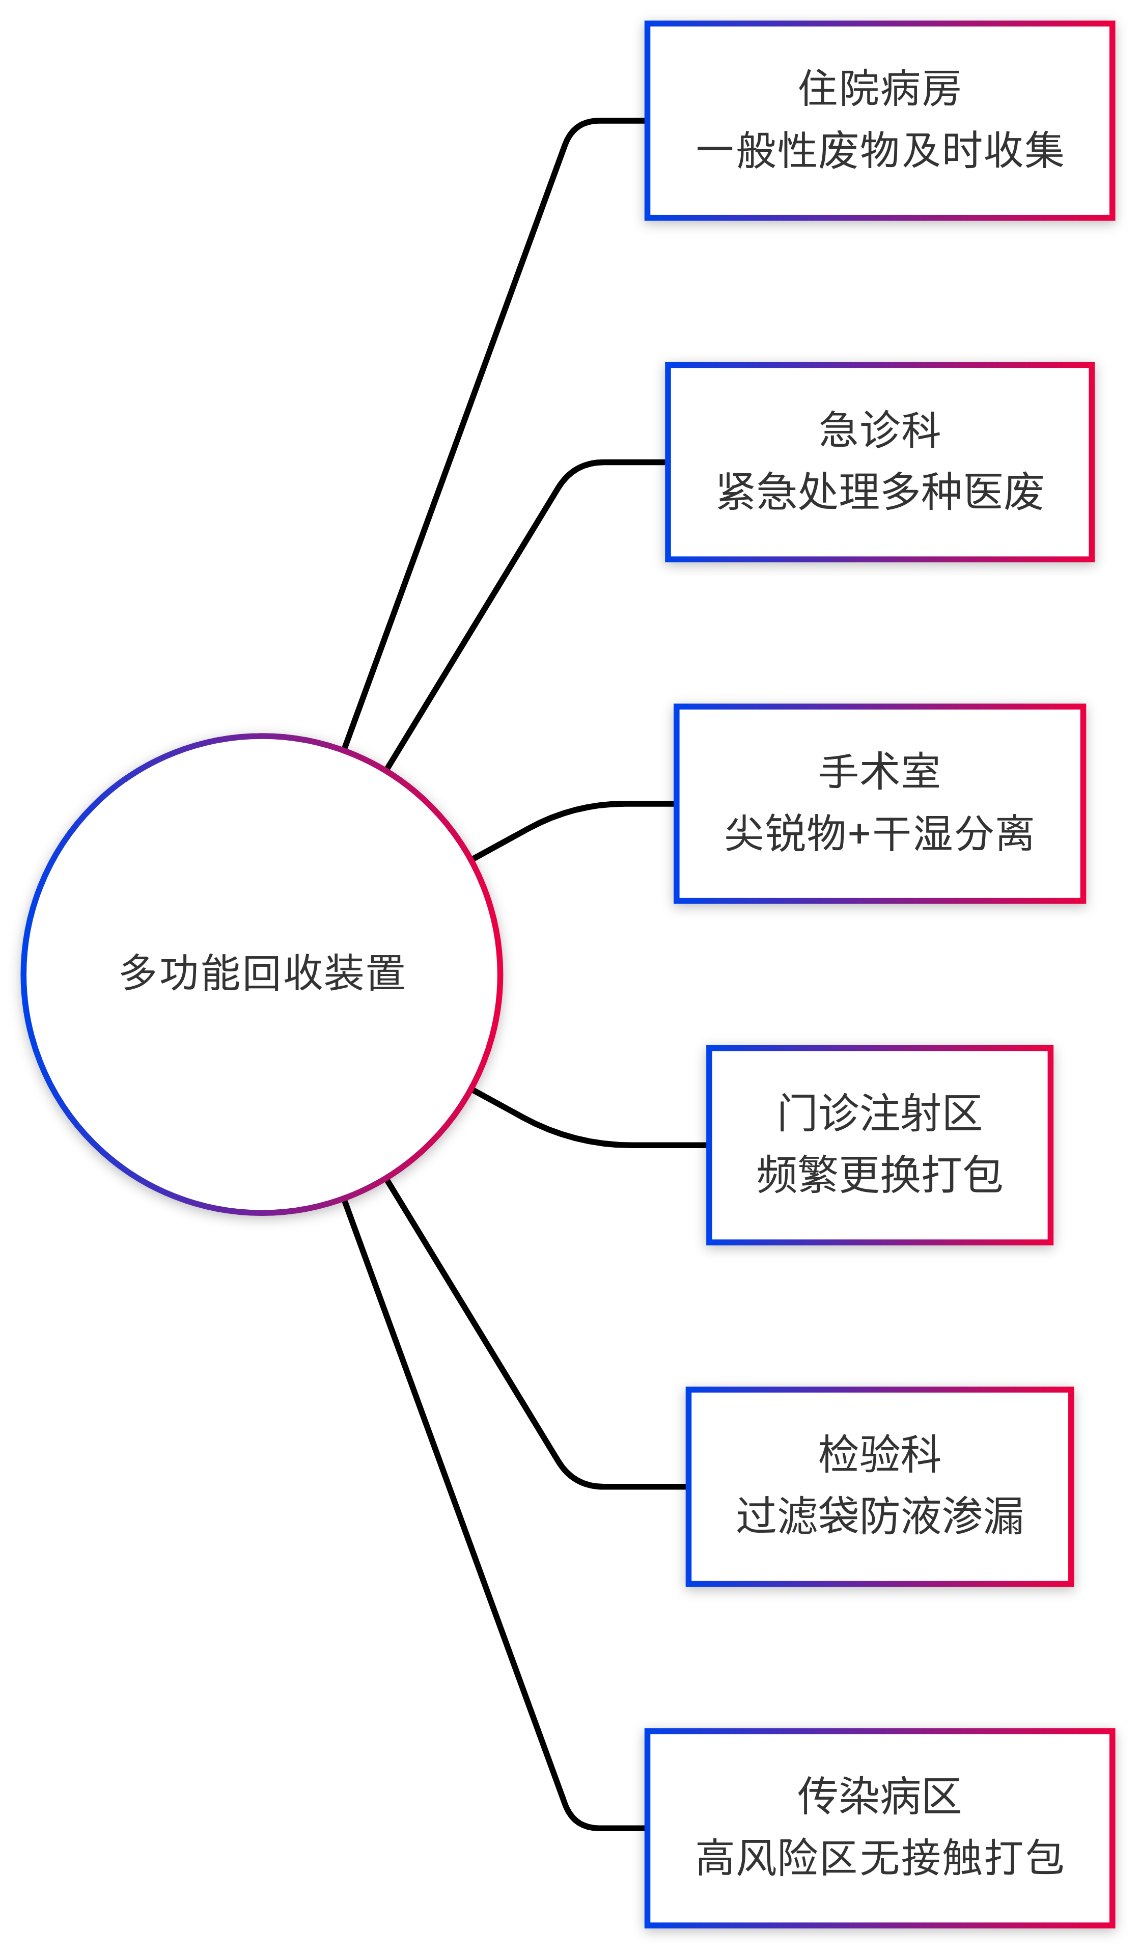 住院病房
一般性废物及时收集
急诊科
紧急处理多种医废
手术室
尖锐物+干湿分离
多功能回收装置
门诊注射区
频繁更换打包
检验科
过滤袋防液渗漏
传染病区
高风险区无接触打包